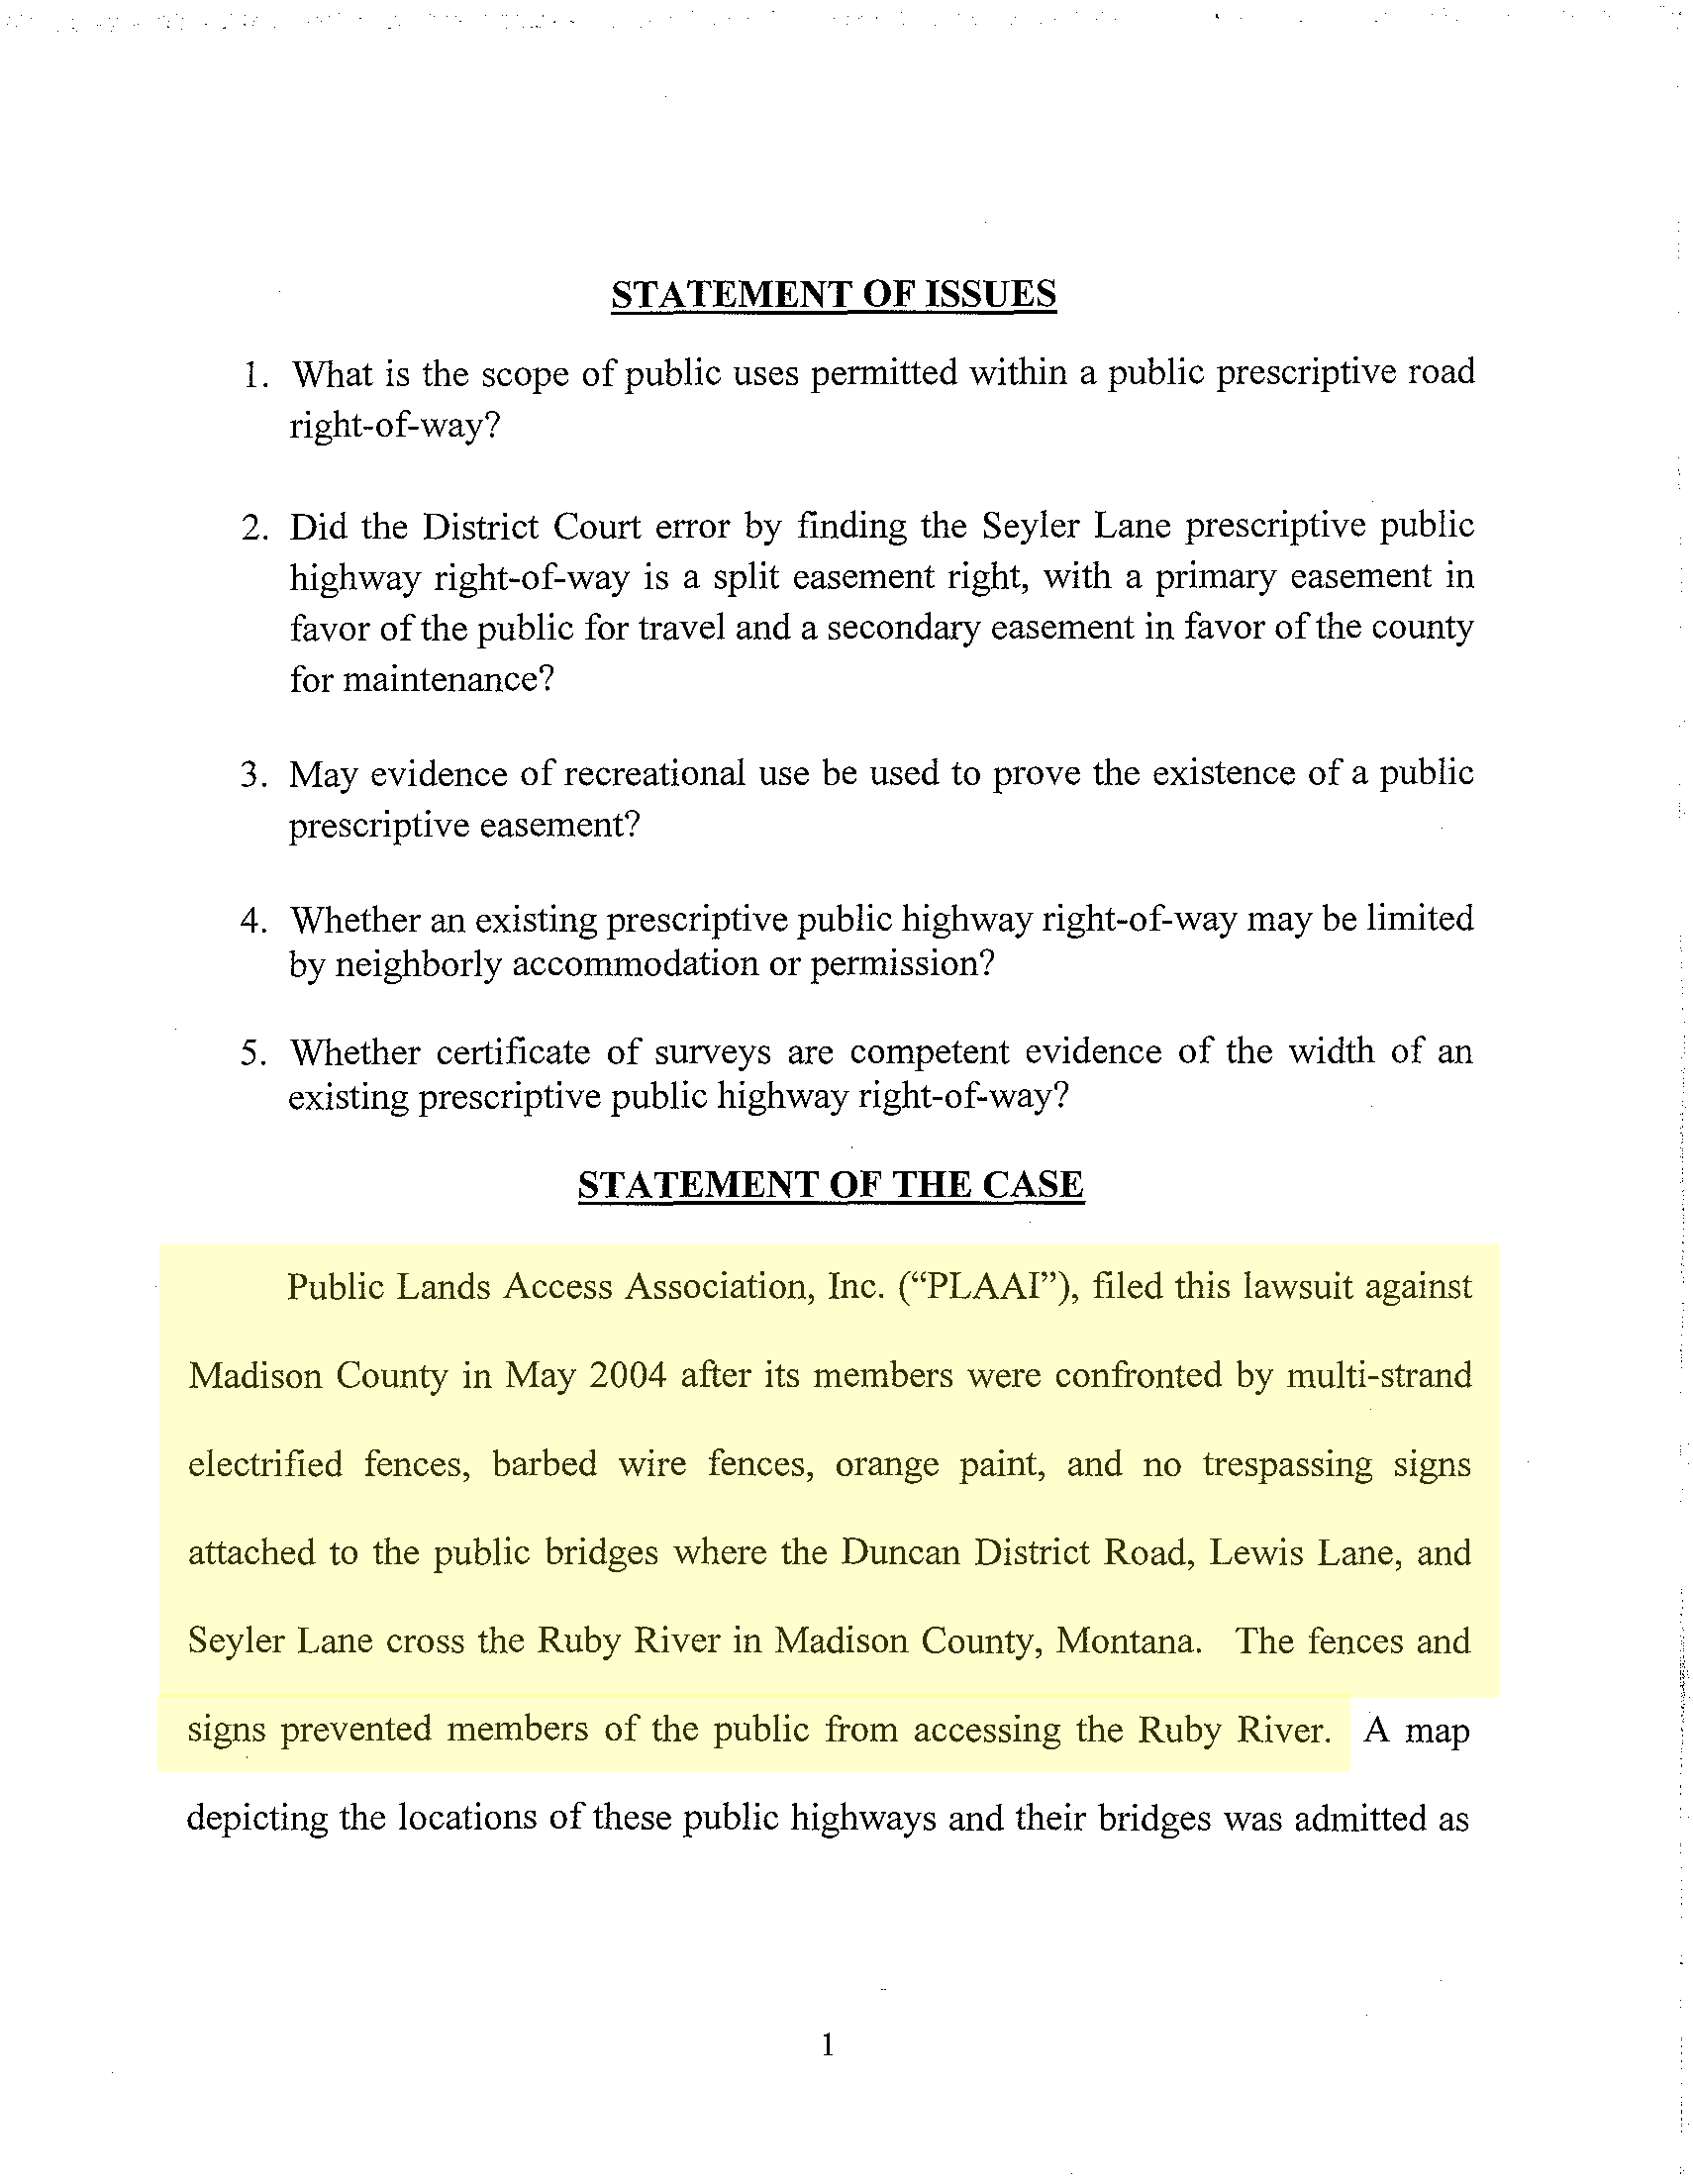 STATEMENT OF ISSUES
1. What is the scope of public uses permitted within a public prescriptive road
right-of-way?
2. Did the District Court error by finding the Seyler Lane prescriptive public
highway right-of-way is a split easement right, with a primary easement in
favor of the public for travel and a secondary easement in favor of the county
for maintenance?
3. May evidence of recreational use be used to prove the existence of a public
prescriptive easement?
4. Whether an existing prescriptive public highway right-of-way may be limited
by neighborly accommodation or permission?
5. Whether certificate of surveys are competent evidence of the width of an
existing prescriptive public highway right-of-way?
STATEMENT OF THE CASE
Public Lands Access Association, Inc. (“PLAAI”), filed this lawsuit against
Madison County in May 2004 after its members were confronted by multi-strand
electrified fences, barbed wire fences, orange paint, and no trespassing signs
attached to the public bridges where the Duncan District Road, Lewis Lane, and
Seyler Lane cross the Ruby River in Madison County, Montana. The fences and
signs prevented members of the public from accessing the Ruby River. A map
depicting the locations of these public highways and their bridges was admitted as
1